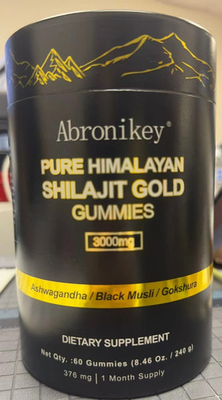 Abronikey®
PURE HIMALAYAN
SHILAJIT GOLD
GUMMIES
3000mg
Ashwagandha / Black Musli / Gokshura
DIETARY SUPPLEMENT
Net Qty. :60 Gummies (8.46 Oz. / 240 g)
376 mg | 1 Month Supply